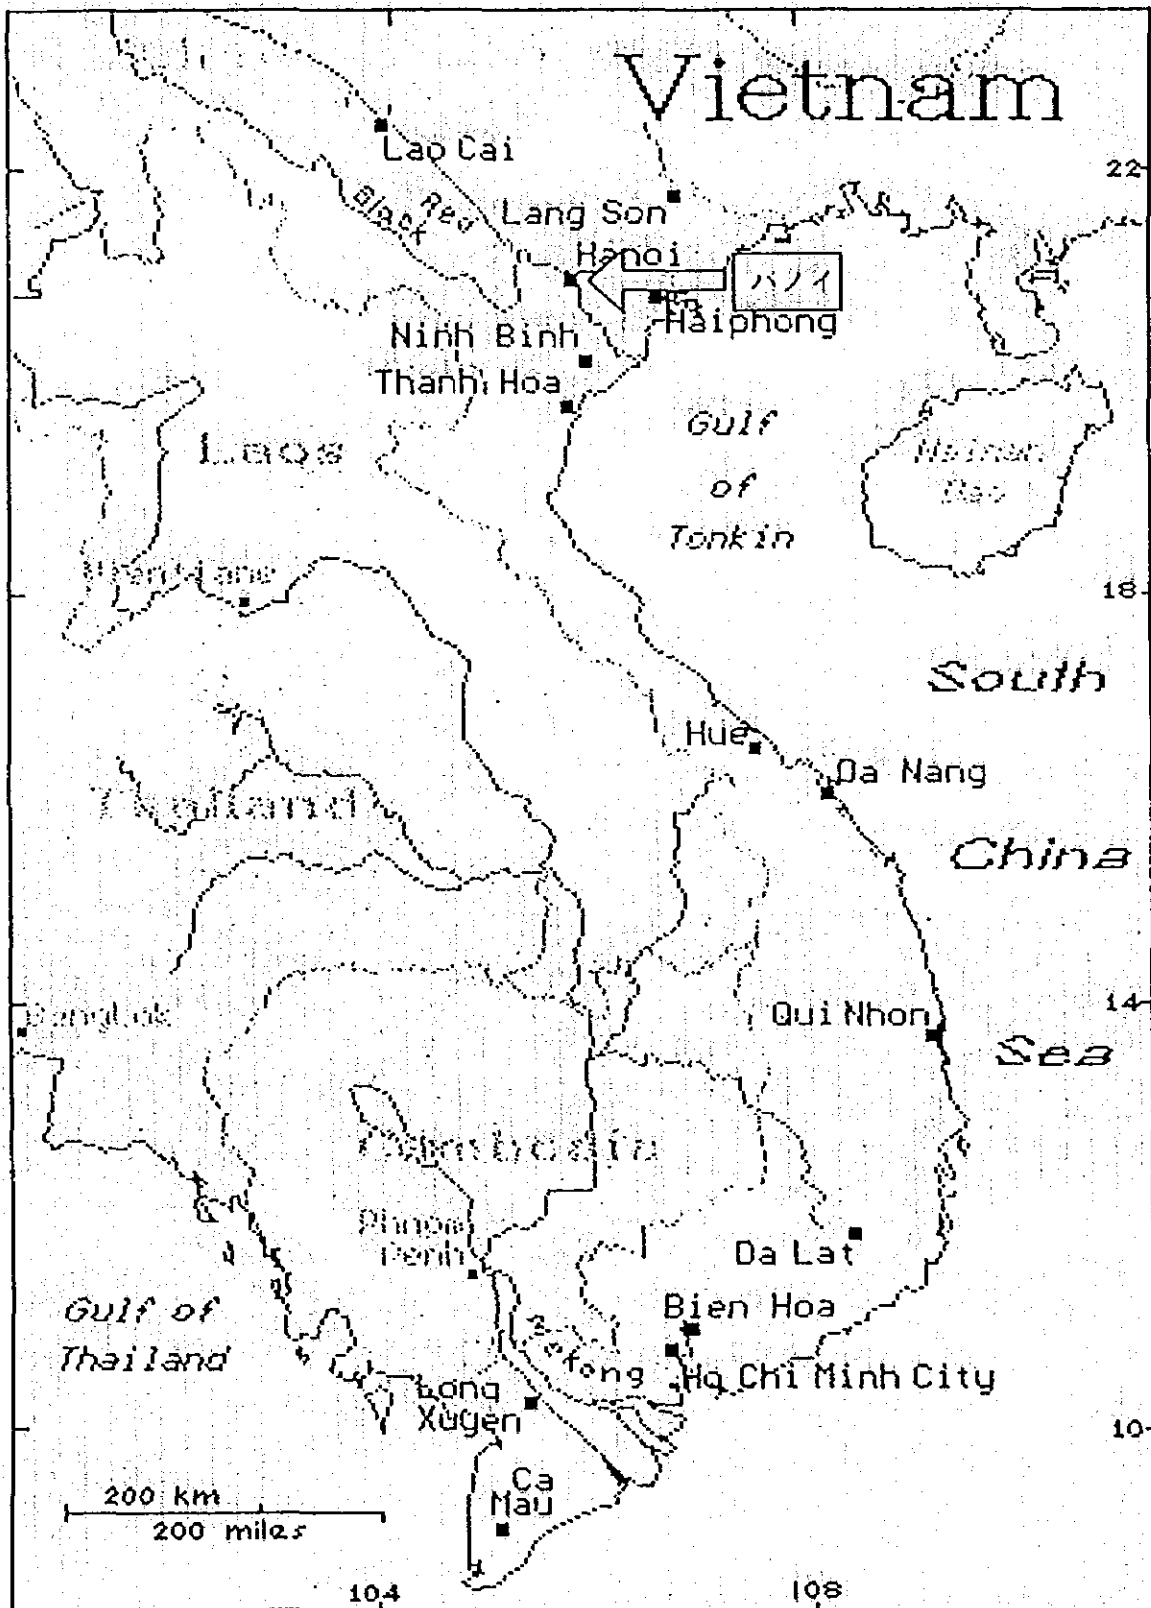 Vietnam
Lao Cai
22
Black
Red
Lang Son
Hanoi
ハノイ
Haiphong
Ninh Binh
Thanh Hoa
Gulf
of
Tonkin
Laos
18
South
China
Sea
Hue
Da Nang
Thailand
14
Qui Nhon
Cambodia
Phnom
Penh
Da Lat
Gulf of
Thailand
Bien Hoa
Ho Chi Minh City
Long
Xuyen
10
Ca
Mau
200 km
200 miles
104
108